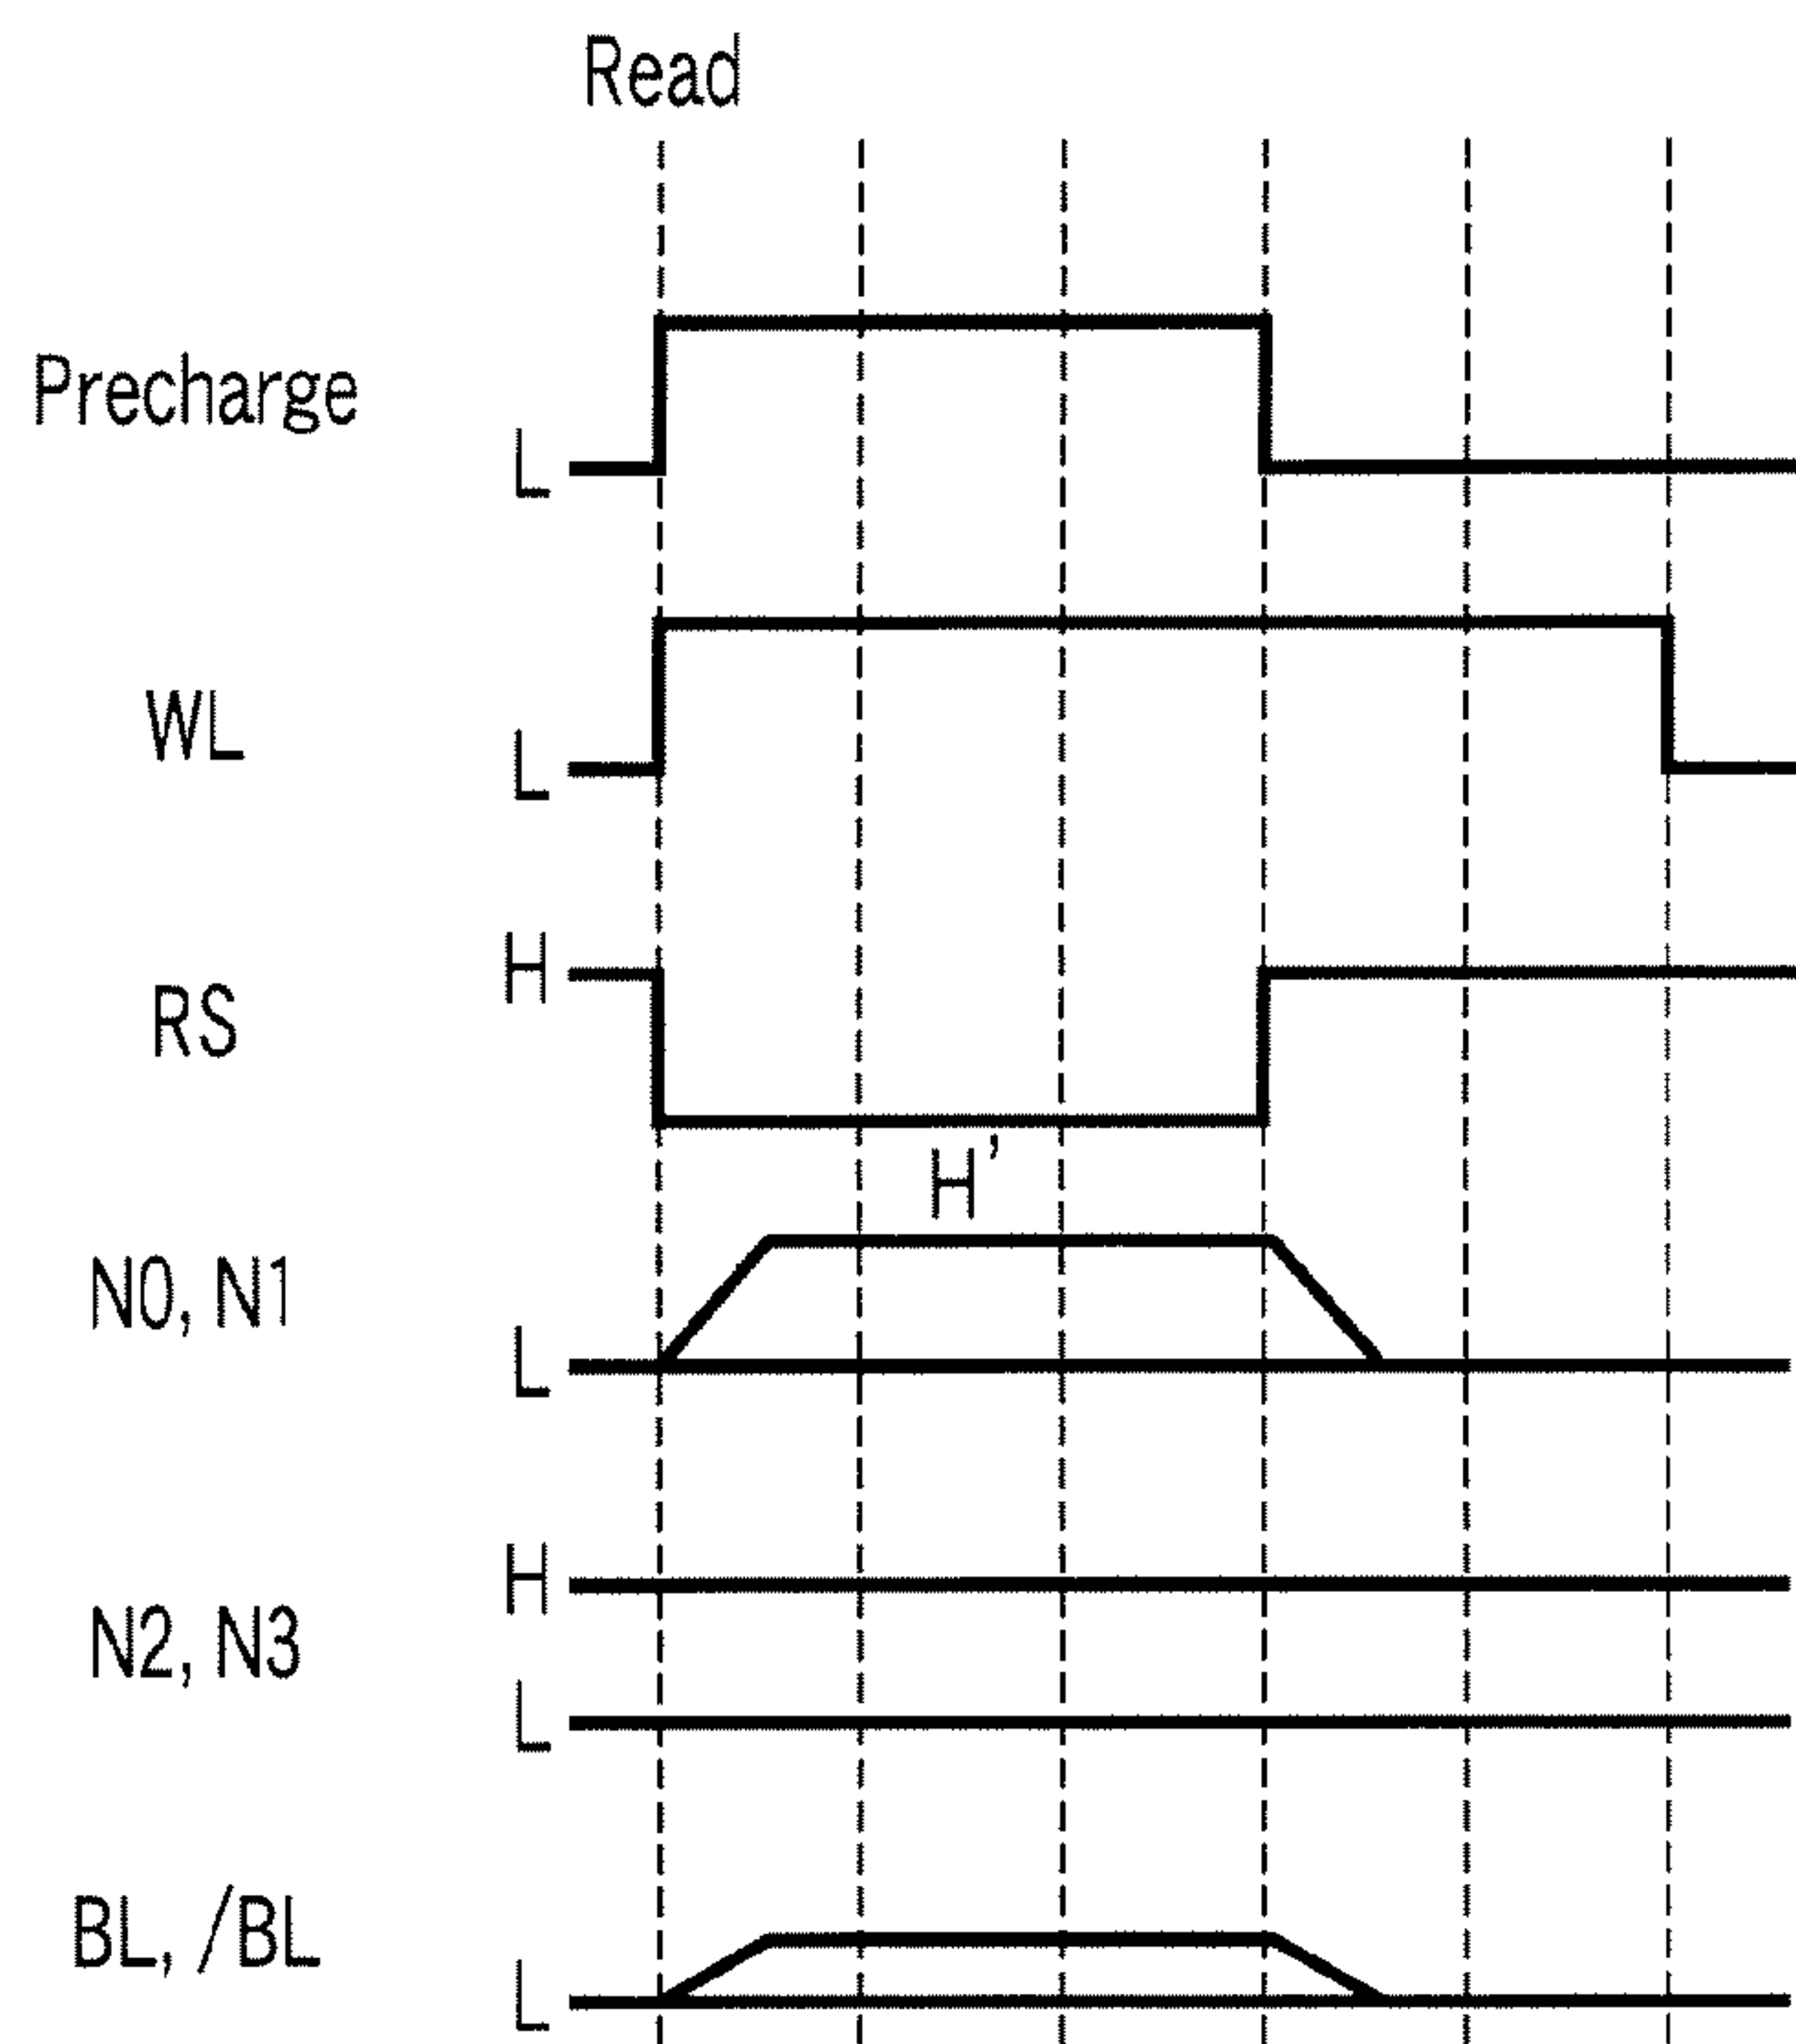 Read
Precharge
L
WL
L
H
RS
H'
N0, N1
L
H
N2, N3
L
BL, /BL
L